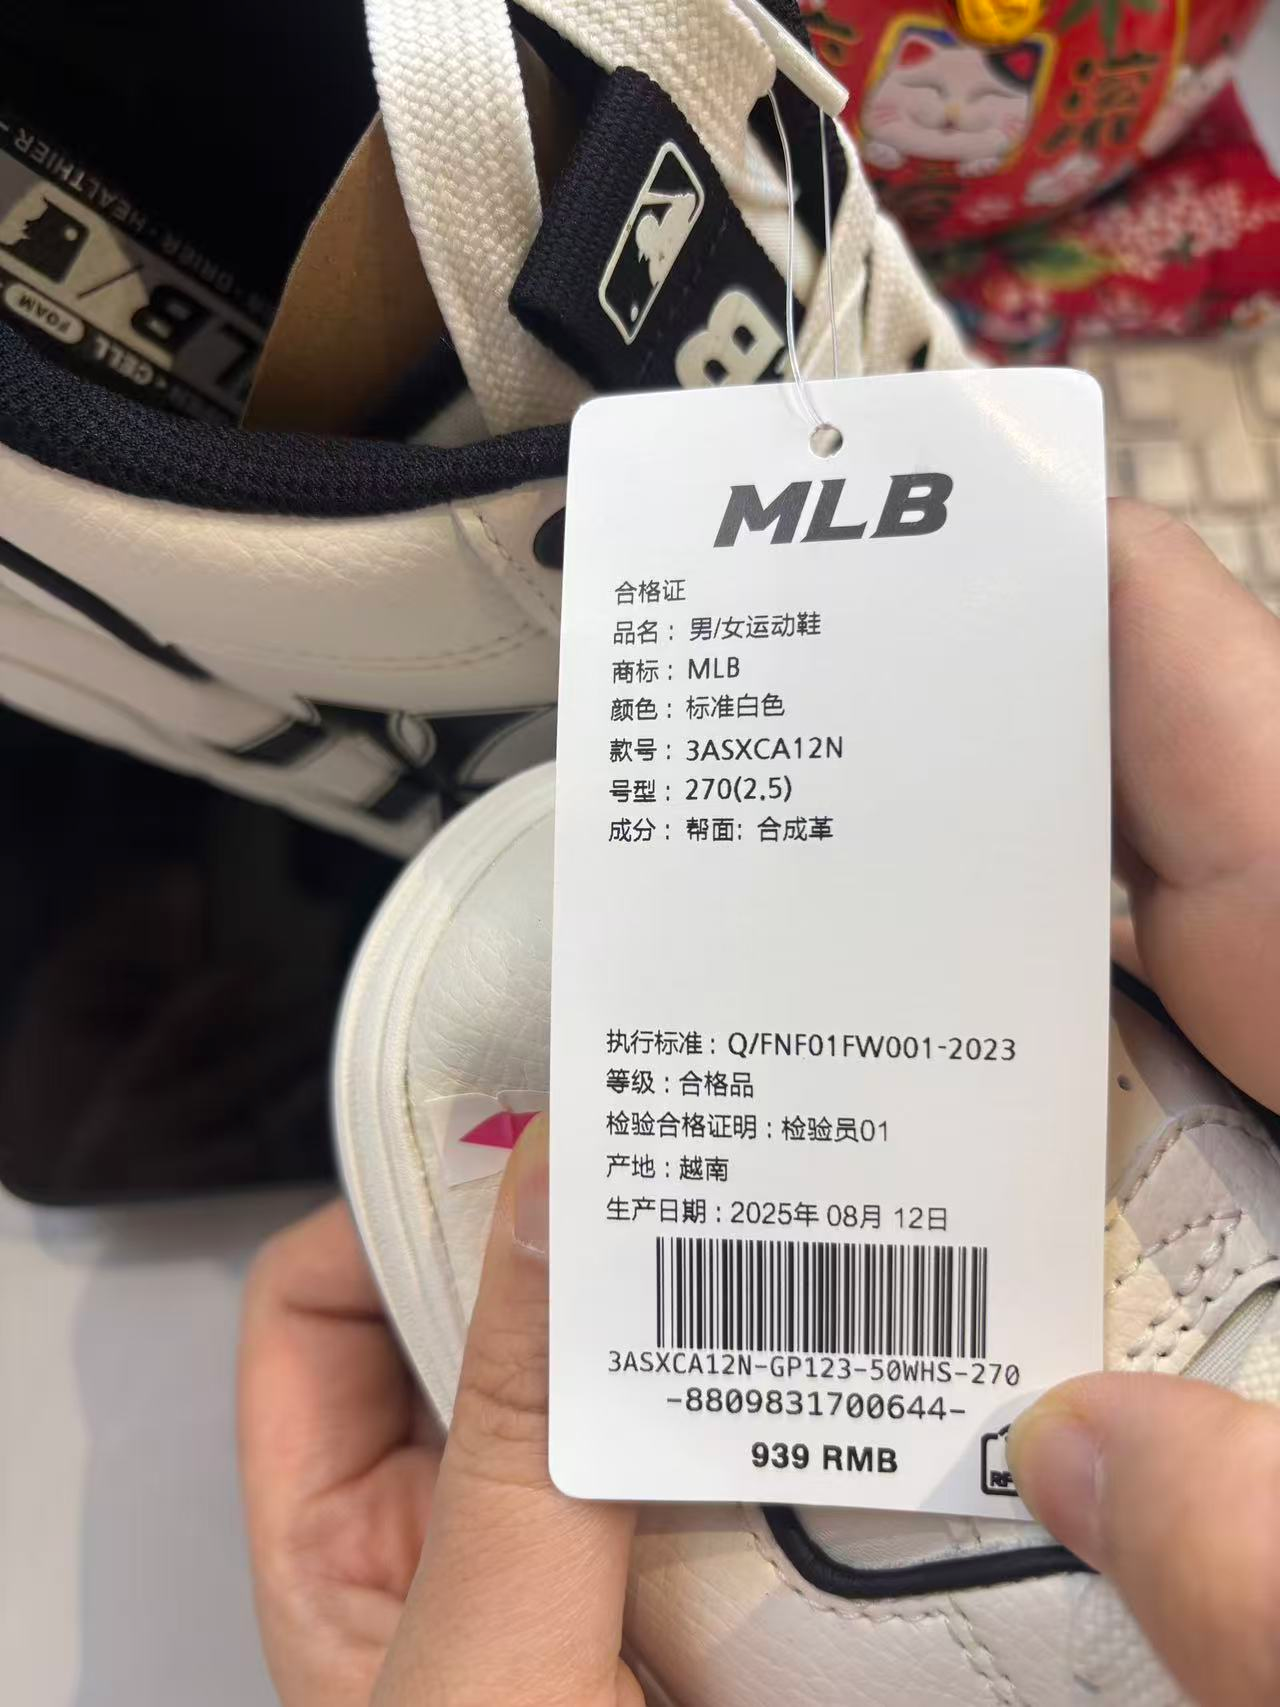 HEALTHIER
DRIER
FOAM
CELL
B
MLB
合格证
品名： 男/女运动鞋
商标： MLB
颜色： 标准白色
款号： 3ASXCA12N
号型： 270(2.5)
成分： 帮面: 合成革
执行标准： Q/FNF01FW001-2023
等级：合格品
检验合格证明：检验员01
产地：越南
生产日期：2025年 08月 12日
3ASXCA12N-GP123-50WHS-270
-8809831700644-
939 RMB